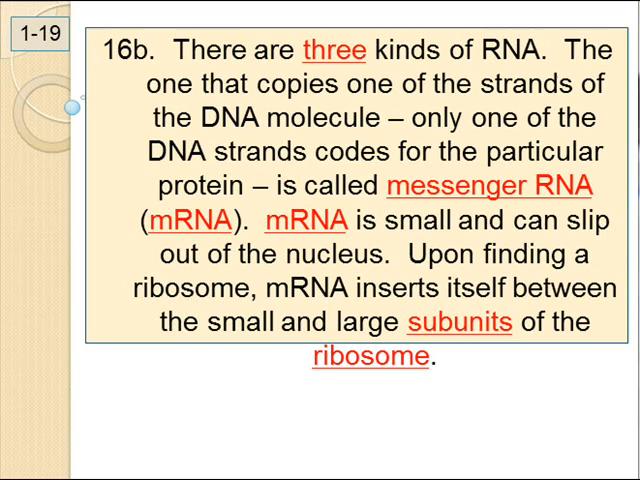 1-19
16b.  There are three kinds of RNA.  The
one that copies one of the strands of
the DNA molecule – only one of the
DNA strands codes for the particular
protein – is called messenger RNA
(mRNA).  mRNA is small and can slip
out of the nucleus.  Upon finding a
ribosome, mRNA inserts itself between
the small and large subunits of the
ribosome.